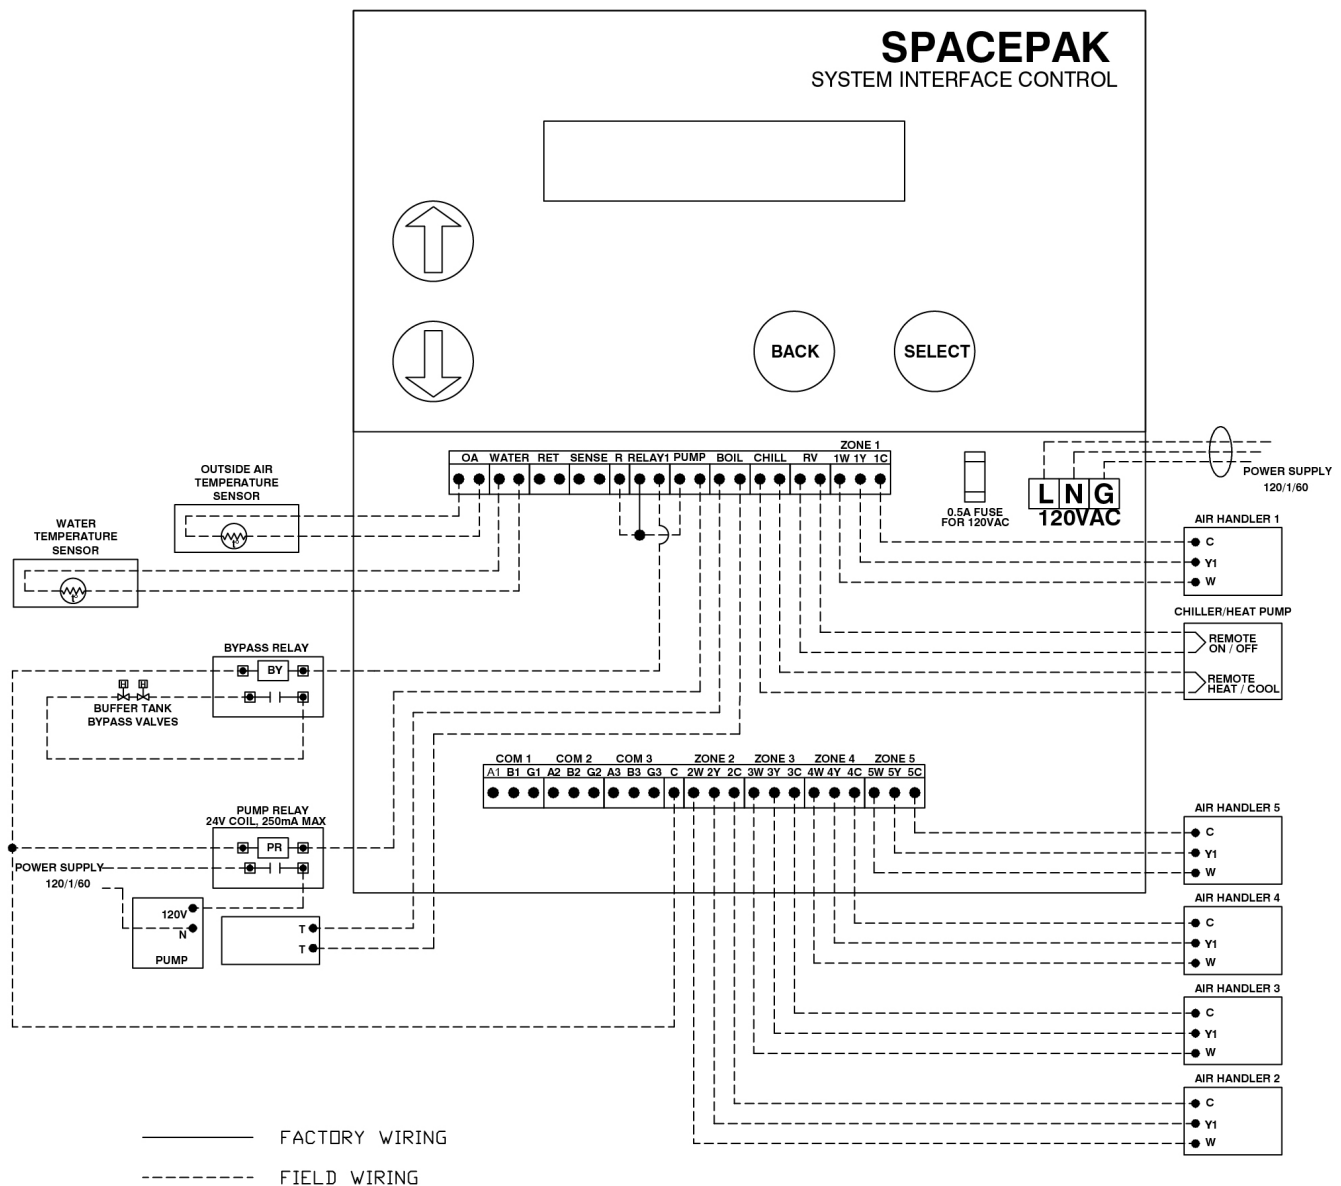 SPACEPAK
SYSTEM INTERFACE CONTROL
BACK
SELECT
ZONE 1
OA WATER RET SENSE R RELAY1 PUMP BOIL CHILL RV 1W 1Y 1C
0.5A FUSE
FOR 120VAC
L N G
120VAC
POWER SUPPLY
120/1/60
OUTSIDE AIR
TEMPERATURE
SENSOR
WATER
TEMPERATURE
SENSOR
AIR HANDLER 1
C
Y1
W
CHILLER/HEAT PUMP
REMOTE
ON / OFF
REMOTE
HEAT / COOL
BYPASS RELAY
BY
BUFFER TANK
BYPASS VALVES
COM 1 COM 2 COM 3 ZONE 2 ZONE 3 ZONE 4 ZONE 5
A1 B1 G1 A2 B2 G2 A3 B3 G3 C 2W 2Y 2C 3W 3Y 3C 4W 4Y 4C 5W 5Y 5C
PUMP RELAY
24V COIL, 250mA MAX
PR
POWER SUPPLY
120/1/60
120V
N
PUMP
T
T
AIR HANDLER 5
C
Y1
W
AIR HANDLER 4
C
Y1
W
AIR HANDLER 3
C
Y1
W
AIR HANDLER 2
C
Y1
W
FACTORY WIRING
FIELD WIRING